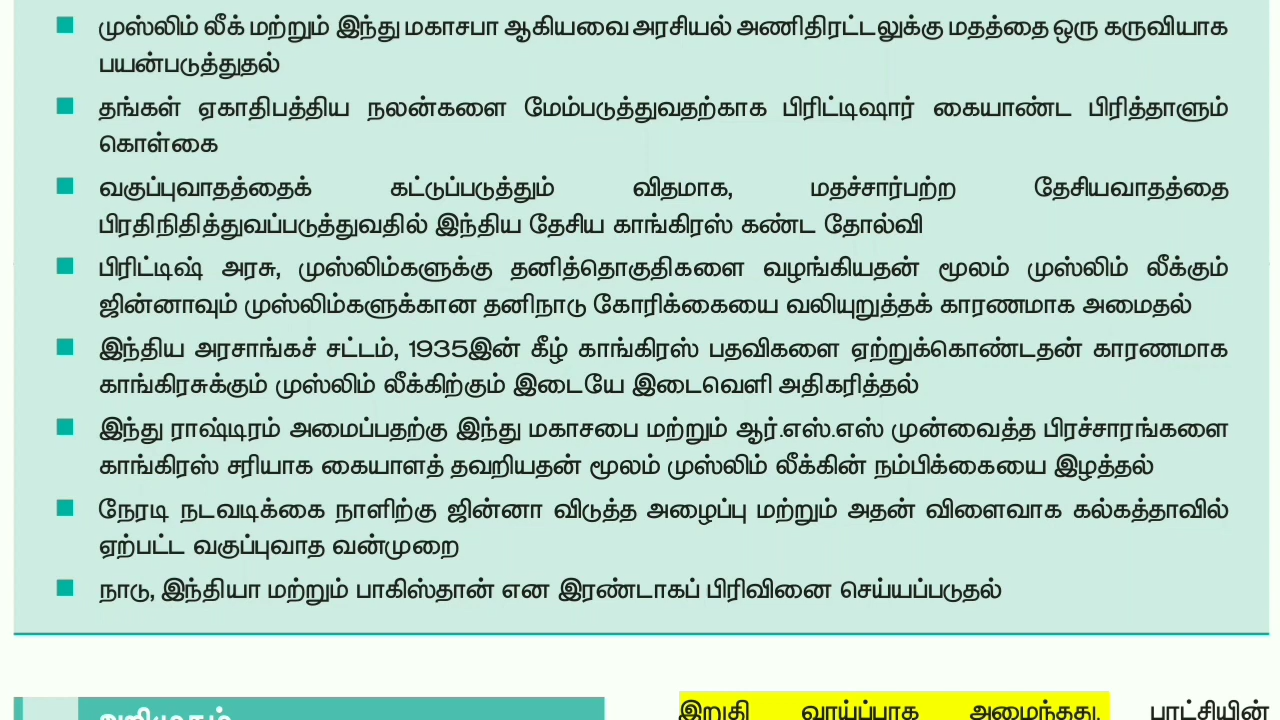 முஸ்லிம் லீக் மற்றும் இந்து மகாசபா ஆகியவை அரசியல் அணிதிரட்டலுக்கு மதத்தை ஒரு கருவியாக
பயன்படுத்துதல்
தங்கள் ஏகாதிபத்திய நலன்களை மேம்படுத்துவதற்காக பிரிட்டிஷார் கையாண்ட பிரித்தாளும்
கொள்கை
வகுப்புவாதத்தைக் கட்டுப்படுத்தும் விதமாக, மதச்சார்பற்ற தேசியவாதத்தை
பிரதிநிதித்துவப்படுத்துவதில் இந்திய தேசிய காங்கிரஸ் கண்ட தோல்வி
பிரிட்டிஷ் அரசு, முஸ்லிம்களுக்கு தனித்தொகுதிகளை வழங்கியதன் மூலம் முஸ்லிம் லீக்கும்
ஜின்னாவும் முஸ்லிம்களுக்கான தனிநாடு கோரிக்கையை வலியுறுத்தக் காரணமாக அமைதல்
இந்திய அரசாங்கச் சட்டம், 1935இன் கீழ் காங்கிரஸ் பதவிகளை ஏற்றுக்கொண்டதன் காரணமாக
காங்கிரசுக்கும் முஸ்லிம் லீக்கிற்கும் இடையே இடைவெளி அதிகரித்தல்
இந்து ராஷ்டிரம் அமைப்பதற்கு இந்து மகாசபை மற்றும் ஆர்.எஸ்.எஸ் முன்வைத்த பிரச்சாரங்களை
காங்கிரஸ் சரியாக கையாளத் தவறியதன் மூலம் முஸ்லிம் லீக்கின் நம்பிக்கையை இழத்தல்
நேரடி நடவடிக்கை நாளிற்கு ஜின்னா விடுத்த அழைப்பு மற்றும் அதன் விளைவாக கல்கத்தாவில்
ஏற்பட்ட வகுப்புவாத வன்முறை
நாடு, இந்தியா மற்றும் பாகிஸ்தான் என இரண்டாகப் பிரிவினை செய்யப்படுதல்
அறிமுகம்
இறுதி வாய்ப்பாக அமைந்தது. பாட்சியின்